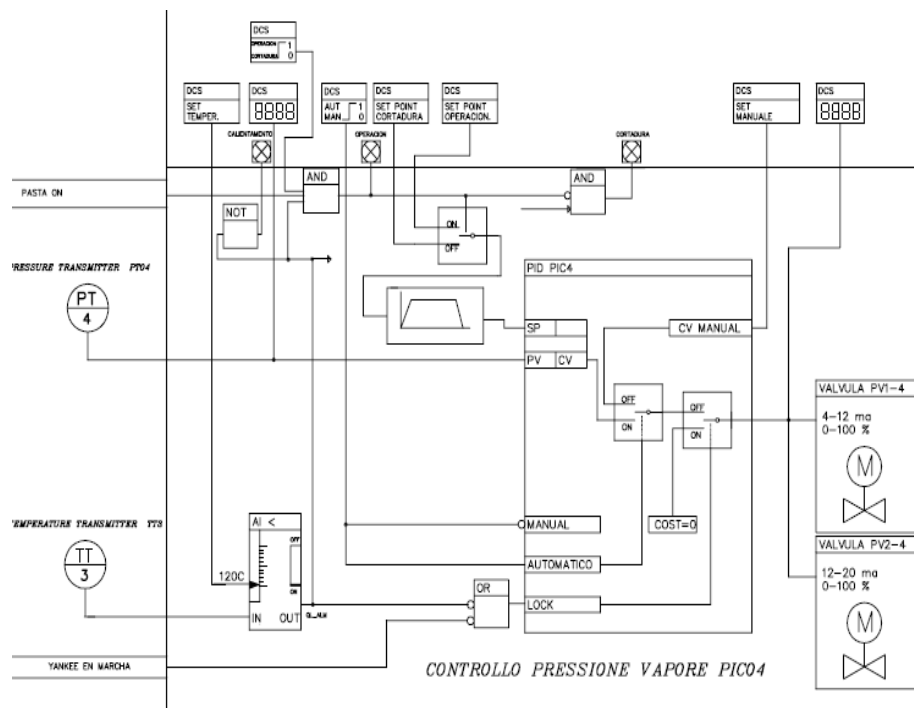 DCS
OPERACION 1
CORTADURA 0
DCS
SET
TEMPER.
DCS
8888
DCS
AUT 1
MAN 0
DCS
SET POINT
CORTADURA
DCS
SET POINT
OPERACION.
DCS
SET
MANUALE
DCS
888B
CALIENTAMENTO
OPERACION
CORTADURA
PASTA ON
AND
AND
NOT
ON
OFF
PRESSURE TRANSMITTER PT04
PT
4
PID PIC4
SP
CV MANUAL
PV
CV
OFF
ON
OFF
ON
VALVULA PV1-4
4-12 ma
0-100 %
M
TEMPERATURE TRANSMITTER TT3
TT
3
AI <
OFF
120C
ON
IN
OUT
MANUAL
COST=0
AUTOMATICO
OR
LOCK
VALVULA PV2-4
12-20 ma
0-100 %
M
YANKEE EN MARCHA
CONTROLLO PRESSIONE VAPORE PIC04